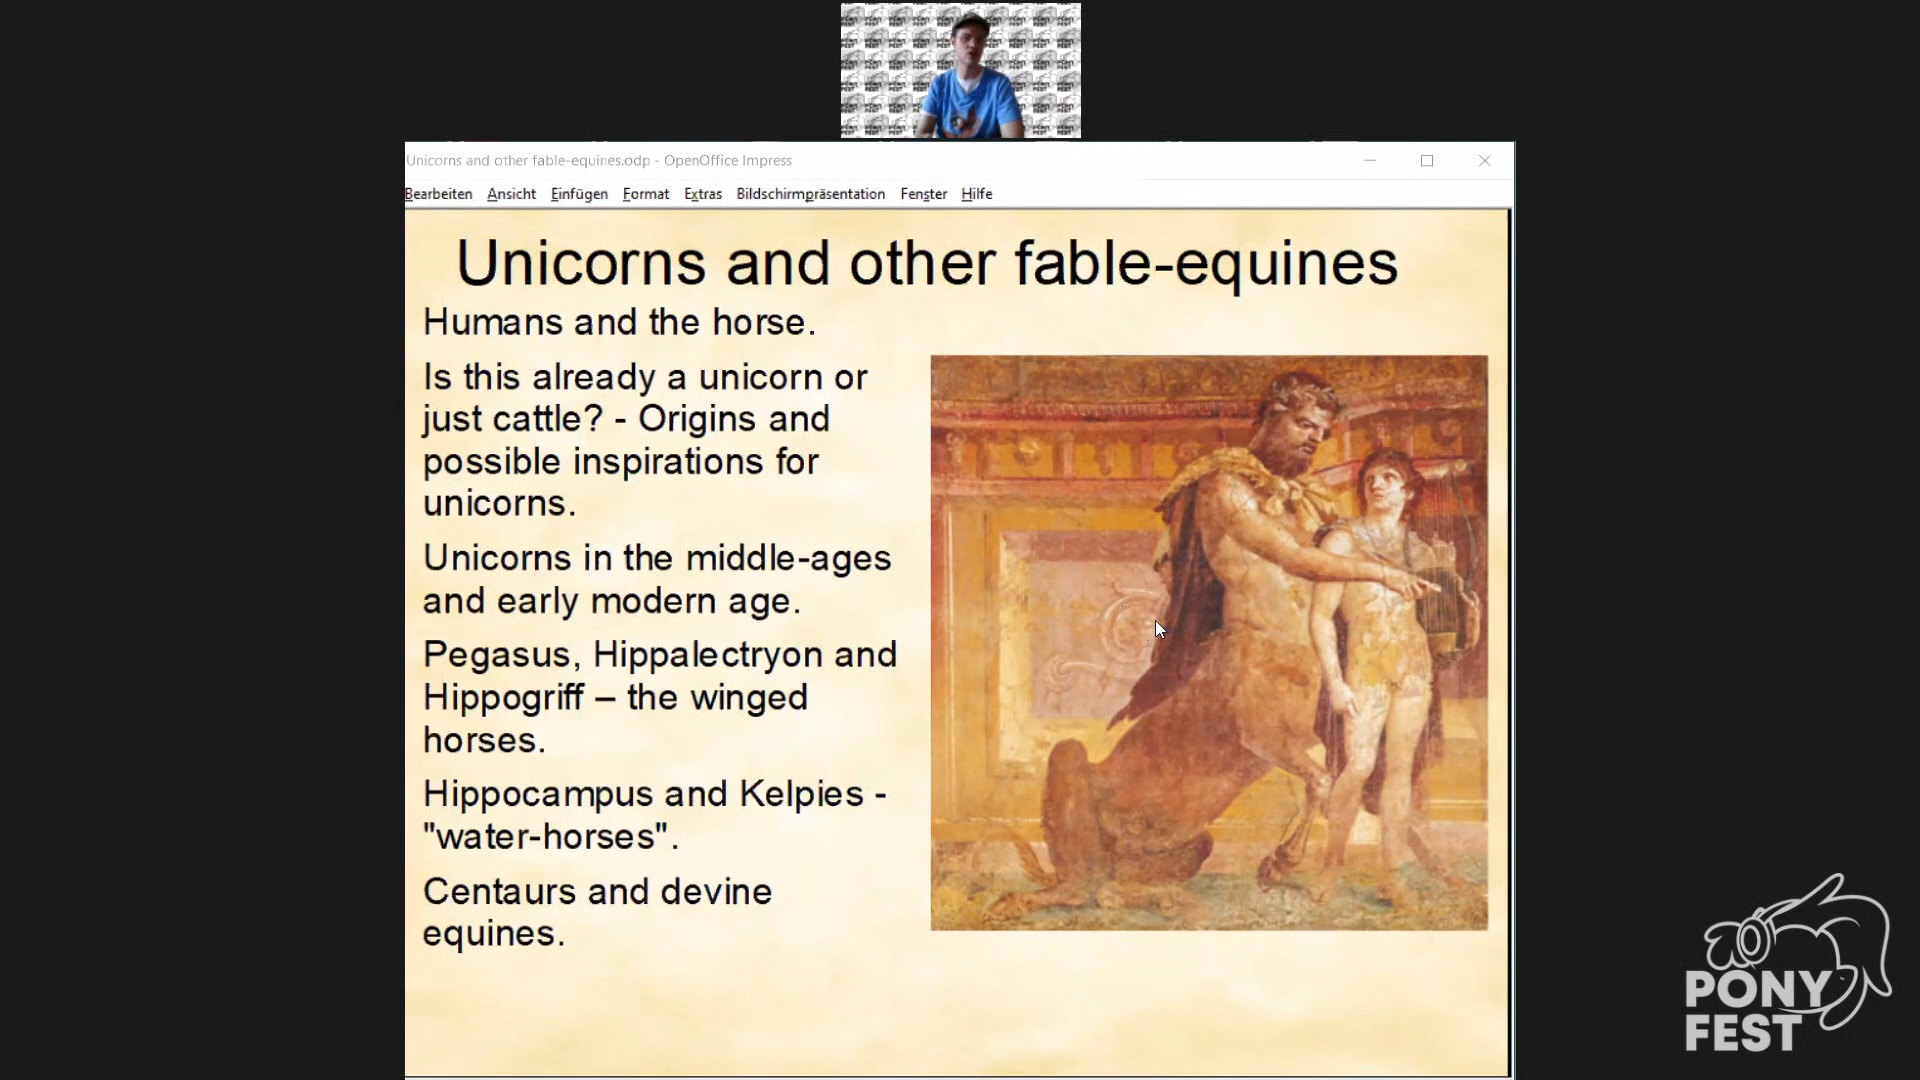 Unicorns and other fable-equines.odp - OpenOffice Impress
Bearbeiten Ansicht Einfügen Format Extras Bildschirmpräsentation Fenster Hilfe
Unicorns and other fable-equines
Humans and the horse.
Is this already a unicorn or
just cattle? - Origins and
possible inspirations for
unicorns.
Unicorns in the middle-ages
and early modern age.
Pegasus, Hippalectryon and
Hippogriff – the winged
horses.
Hippocampus and Kelpies -
"water-horses".
Centaurs and devine
equines.
PONY
FEST